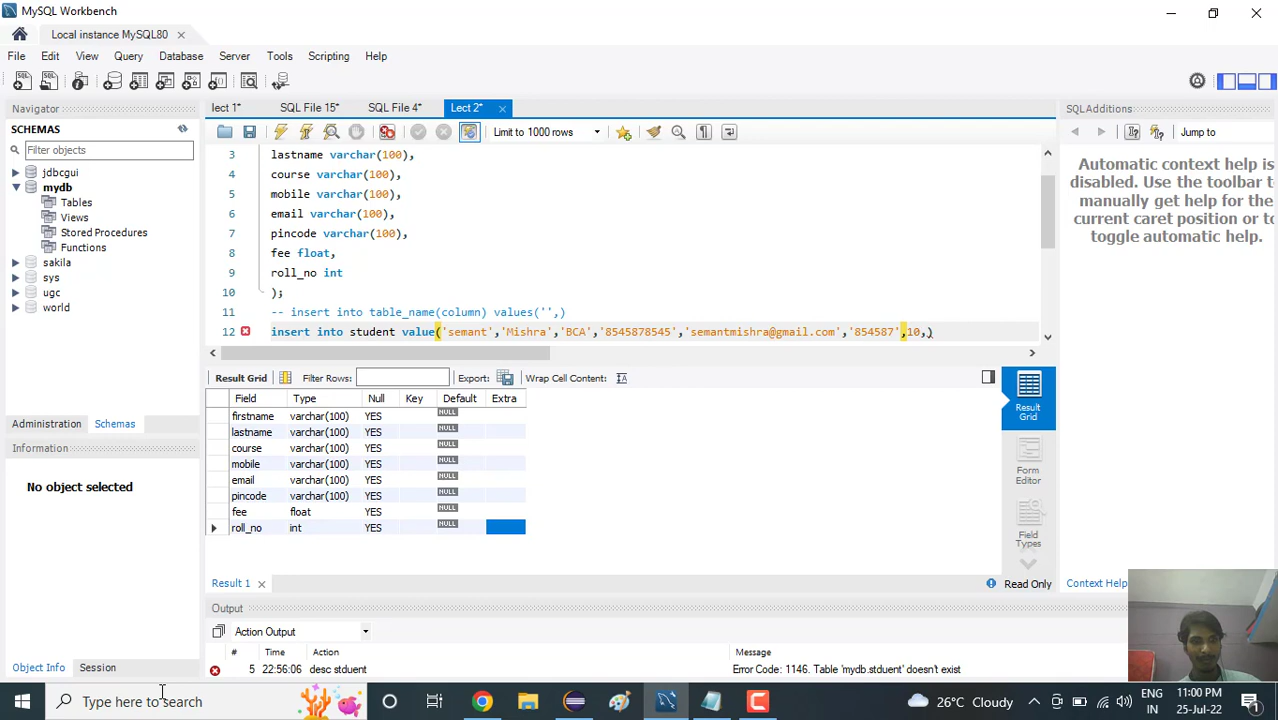 MySQL Workbench
Local instance MySQL80
File Edit View Query Database Server Tools Scripting Help
Navigator
SCHEMAS
Filter objects
jdbcgui
mydb
Tables
Views
Stored Procedures
Functions
sakila
sys
ugc
world
Administration Schemas
Information
No object selected
Object Info Session
lect 1* SQL File 15* SQL File 4* Lect 2*
Limit to 1000 rows
3 lastname varchar(100),
4 course varchar(100),
5 mobile varchar(100),
6 email varchar(100),
7 pincode varchar(100),
8 fee float,
9 roll_no int
10 );
11 -- insert into table_name(column) values('',)
12 insert into student value('semant','Mishra','BCA','8545878545','semantmishra@gmail.com','854587',10,)
Result Grid Filter Rows: Export: Wrap Cell Content:
Field Type Null Key Default Extra
firstname varchar(100) YES NULL
lastname varchar(100) YES NULL
course varchar(100) YES NULL
mobile varchar(100) YES NULL
email varchar(100) YES NULL
pincode varchar(100) YES NULL
fee float YES NULL
roll_no int YES NULL
Result Grid
Form Editor
Field Types
Result 1
Read Only
Output
Action Output
# Time Action Message
5 22:56:06 desc stduent Error Code: 1146. Table 'mydb.stduent' doesn't exist
SQLAdditions
Jump to
Automatic context help is
disabled. Use the toolbar to
manually get help for the
current caret position or to
toggle automatic help.
Context Help
Type here to search
26°C Cloudy
ENG
IN
11:00 PM
25-Jul-22
1